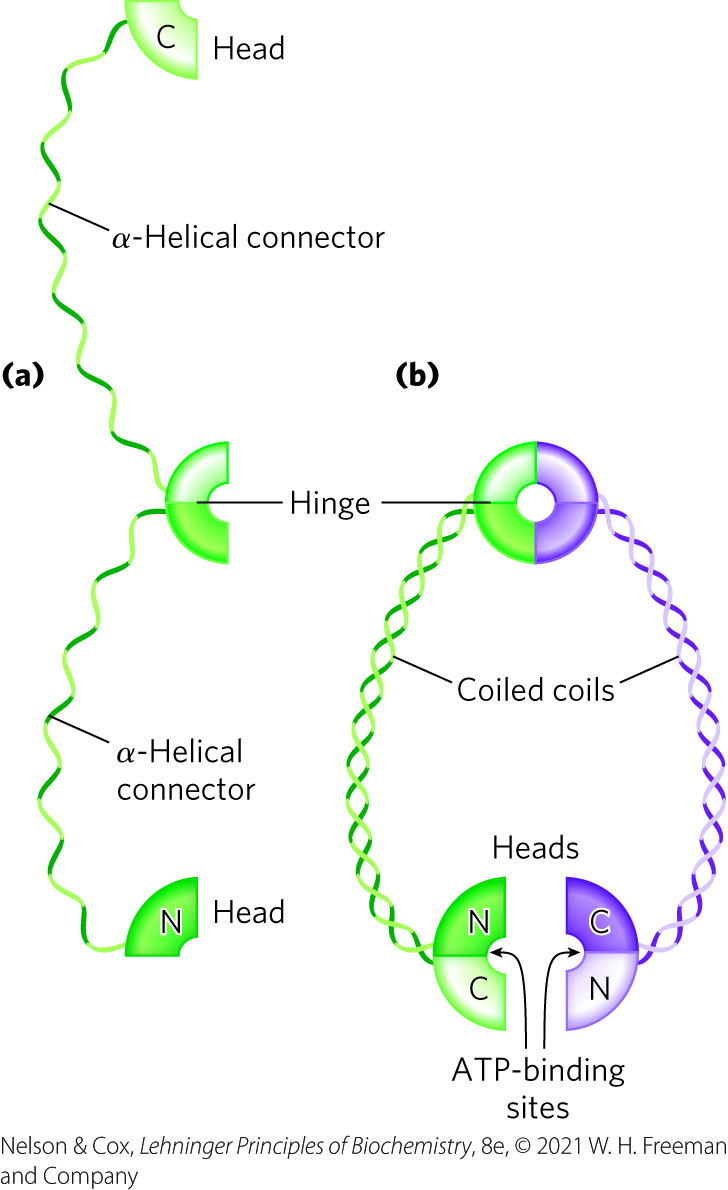 C
Head
α-Helical connector
(a)
(b)
Hinge
Coiled coils
α-Helical
connector
Heads
N
Head
N
C
C
N
ATP-binding
sites
Nelson & Cox, Lehninger Principles of Biochemistry, 8e, © 2021 W. H. Freeman
and Company